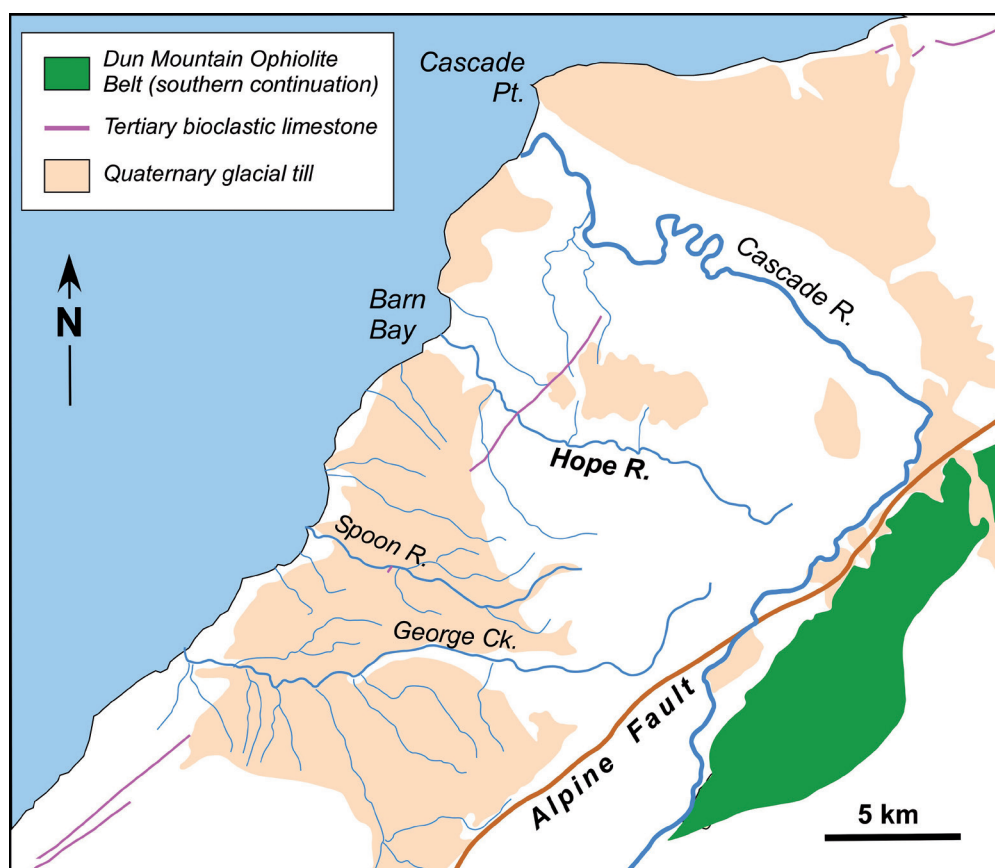 Dun Mountain Ophiolite
Belt (southern continuation)
Tertiary bioclastic limestone
Quaternary glacial till
Cascade
Pt.
Cascade R.
N
Barn
Bay
Hope R.
Spoon R.
George Ck.
Alpine Fault
5 km